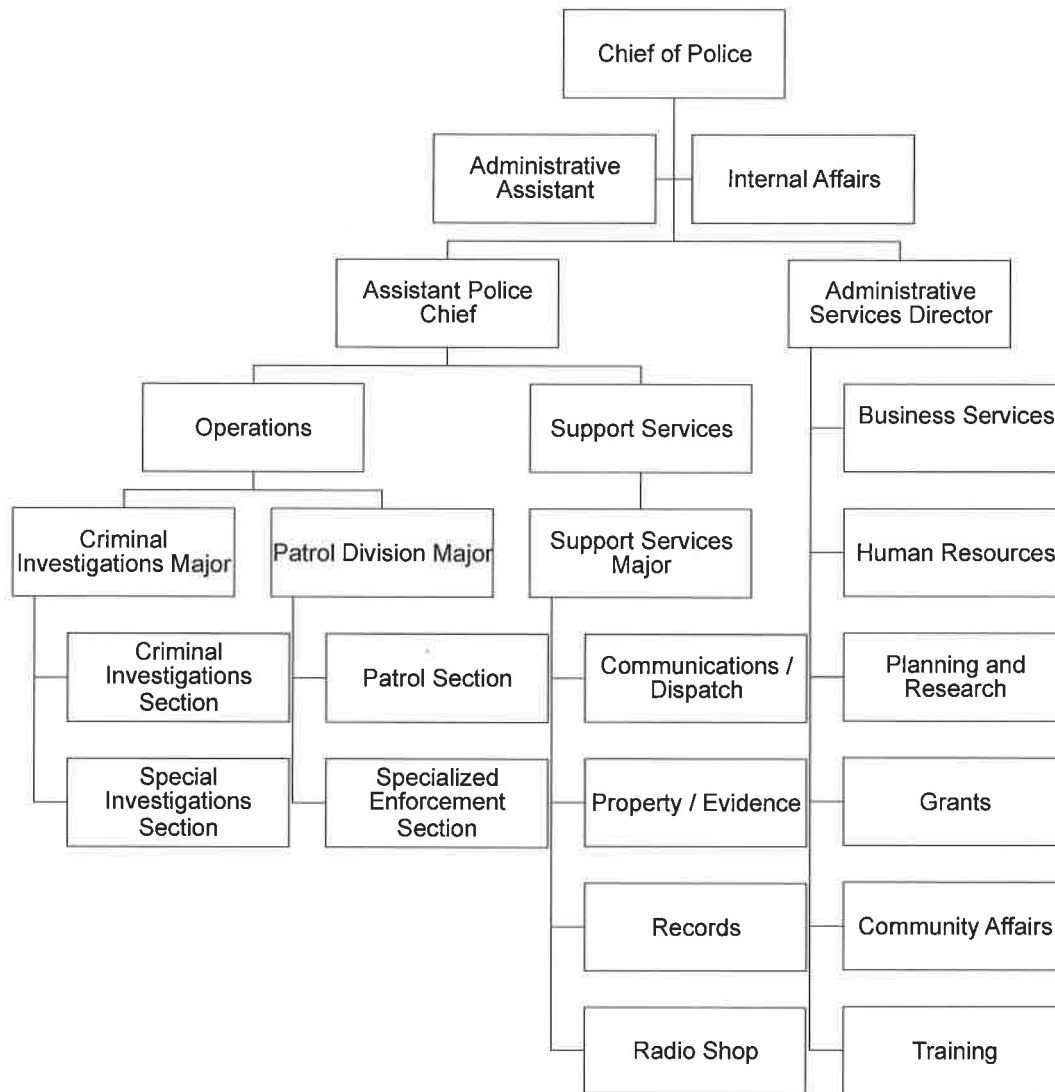 Chief of Police
Administrative
Assistant
Internal Affairs
Assistant Police
Chief
Administrative
Services Director
Operations
Support Services
Business Services
Criminal
Investigations Major
Patrol Division Major
Support Services
Major
Human Resources
Criminal
Investigations
Section
Patrol Section
Communications /
Dispatch
Planning and
Research
Special
Investigations
Section
Specialized
Enforcement
Section
Property / Evidence
Grants
Records
Community Affairs
Radio Shop
Training